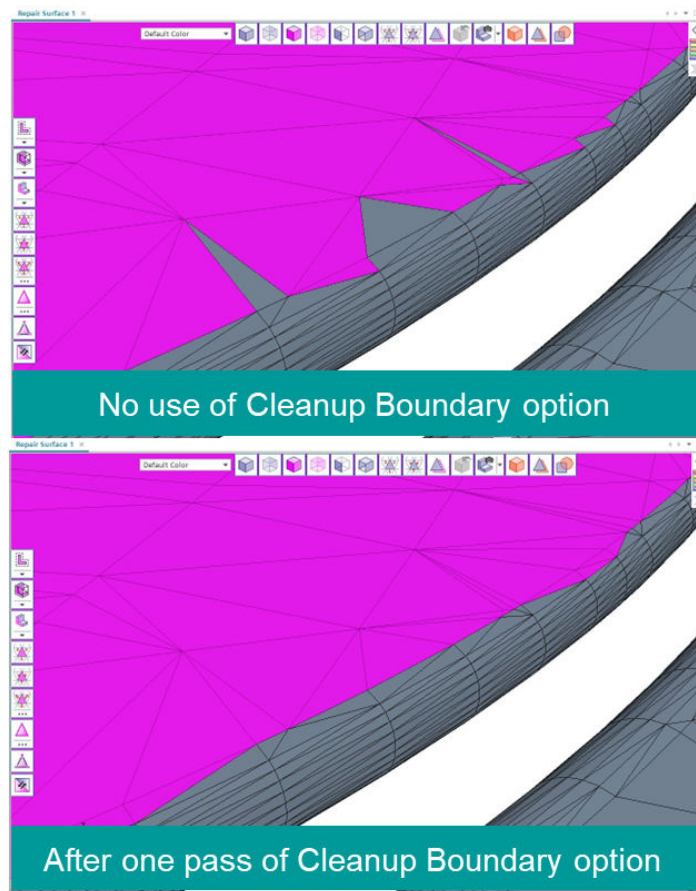 Repair Surface 1 ×
Default Color
No use of Cleanup Boundary option
Repair Surface 1 ×
Default Color
After one pass of Cleanup Boundary option